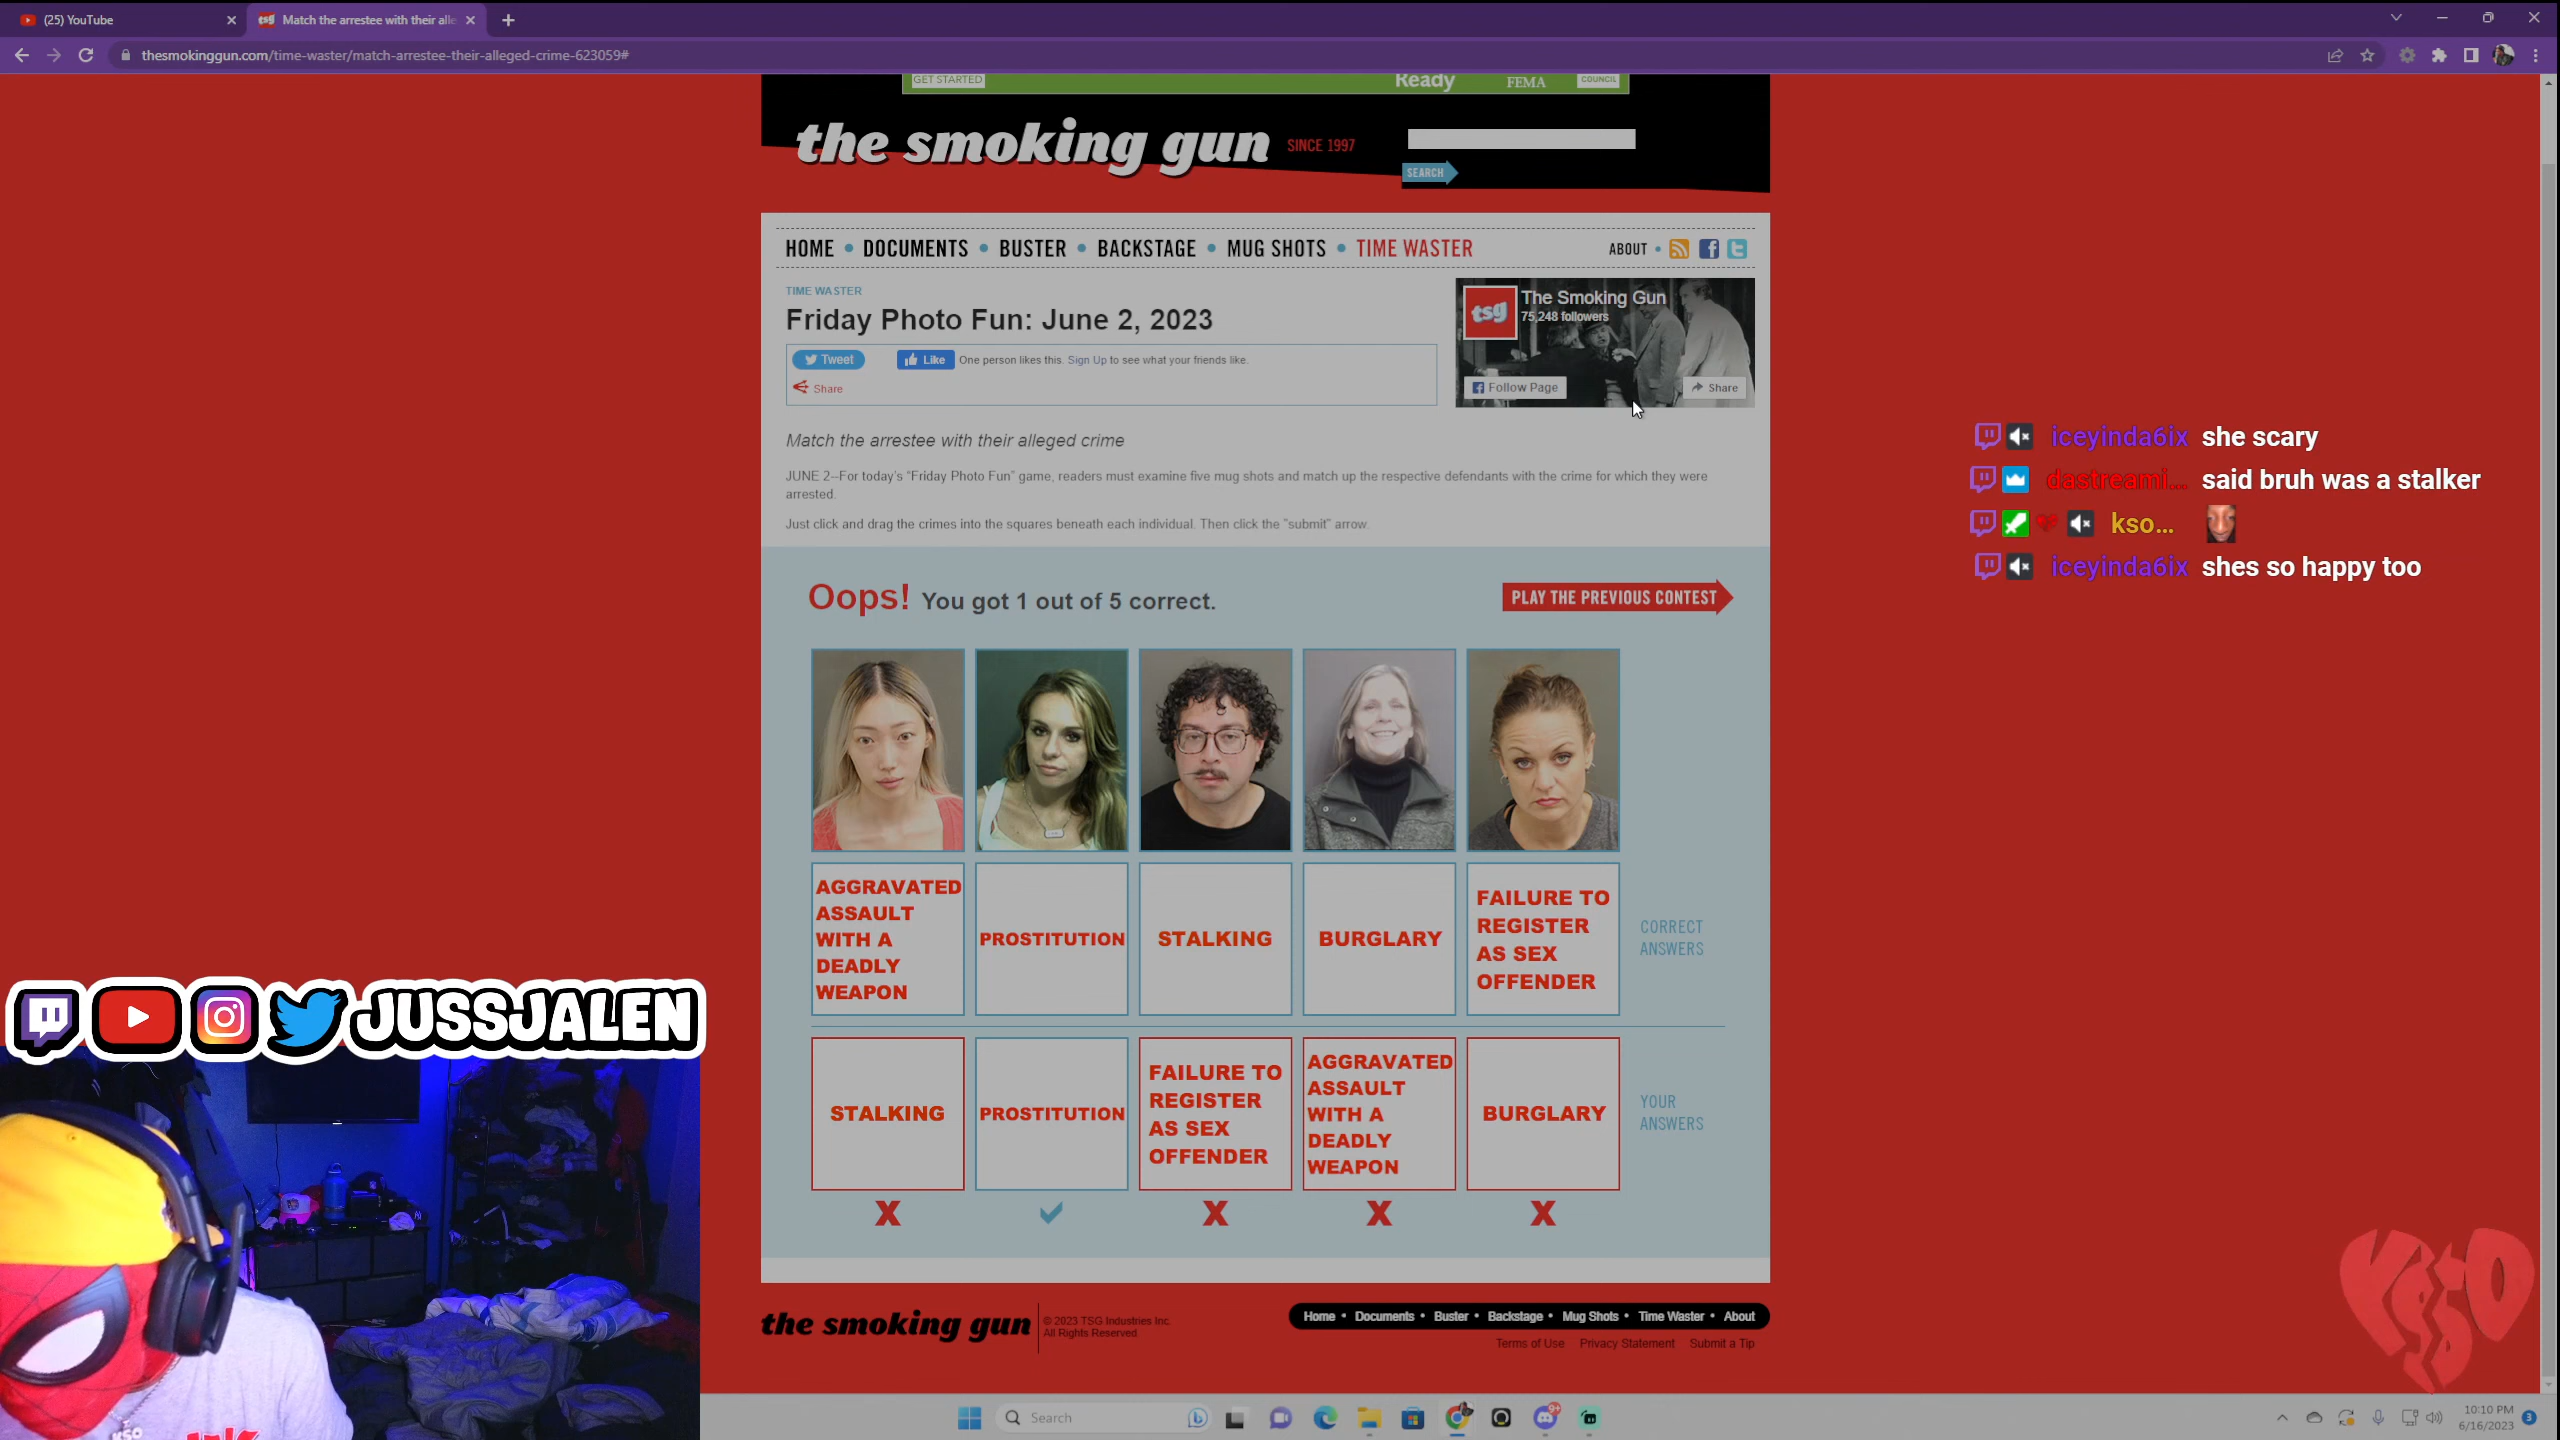 (25) YouTube
Match the arrestee with their alle
thesmokinggun.com/time-waster/match-arrestee-their-alleged-crime-623059#
GET STARTED
Ready
FEMA
COUNCIL
the smoking gun
SINCE 1997
SEARCH
HOME • DOCUMENTS • BUSTER • BACKSTAGE • MUG SHOTS • TIME WASTER
ABOUT •
TIME WASTER
Friday Photo Fun: June 2, 2023
Tweet
Like
One person likes this. Sign Up to see what your friends like.
Share
tsg
The Smoking Gun
75,248 followers
Follow Page
Share
Match the arrestee with their alleged crime
JUNE 2--For today's "Friday Photo Fun" game, readers must examine five mug shots and match up the respective defendants with the crime for which they were
arrested.
Just click and drag the crimes into the squares beneath each individual. Then click the "submit" arrow.
Oops! You got 1 out of 5 correct.
PLAY THE PREVIOUS CONTEST
AGGRAVATED
ASSAULT
WITH A
DEADLY
WEAPON
PROSTITUTION
STALKING
BURGLARY
FAILURE TO
REGISTER
AS SEX
OFFENDER
CORRECT
ANSWERS
STALKING
PROSTITUTION
FAILURE TO
REGISTER
AS SEX
OFFENDER
AGGRAVATED
ASSAULT
WITH A
DEADLY
WEAPON
BURGLARY
YOUR
ANSWERS
X
X
X
X
the smoking gun
© 2023 TSG Industries Inc.
All Rights Reserved
Home • Documents • Buster • Backstage • Mug Shots • Time Waster • About
Terms of Use Privacy Statement Submit a Tip
iceyinda6ix she scary
dastreami... said bruh was a stalker
kso...
iceyinda6ix shes so happy too
JUSSJALEN
KSO
KSO
Search
9+
10:10 PM
6/16/2023
3